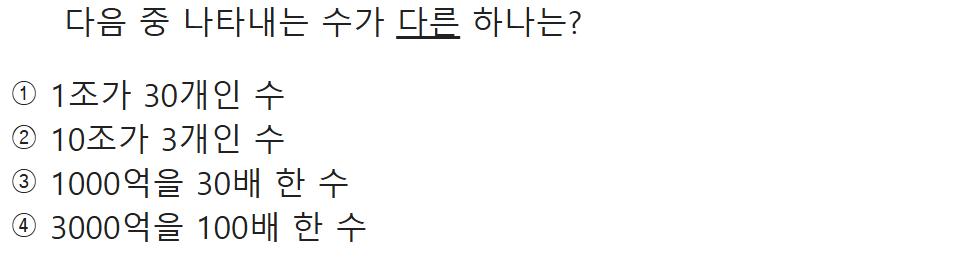 다음 중 나타내는 수가 다른 하나는?
① 1조가 30개인 수
② 10조가 3개인 수
③ 1000억을 30배 한 수
④ 3000억을 100배 한 수